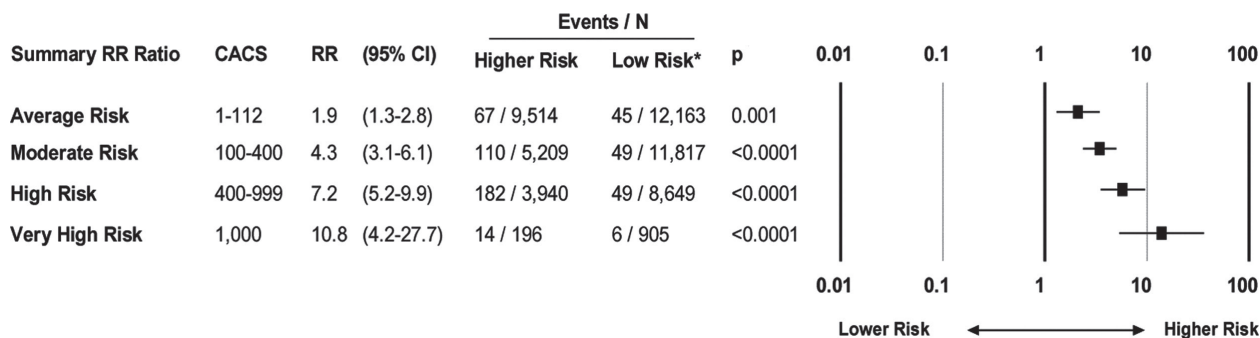 Events / N
Summary RR Ratio CACS RR (95% CI) Higher Risk Low Risk* p 0.01 0.1 1 10 100
Average Risk 1-112 1.9 (1.3-2.8) 67 / 9,514 45 / 12,163 0.001
Moderate Risk 100-400 4.3 (3.1-6.1) 110 / 5,209 49 / 11,817 <0.0001
High Risk 400-999 7.2 (5.2-9.9) 182 / 3,940 49 / 8,649 <0.0001
Very High Risk 1,000 10.8 (4.2-27.7) 14 / 196 6 / 905 <0.0001
0.01 0.1 1 10 100
Lower Risk Higher Risk